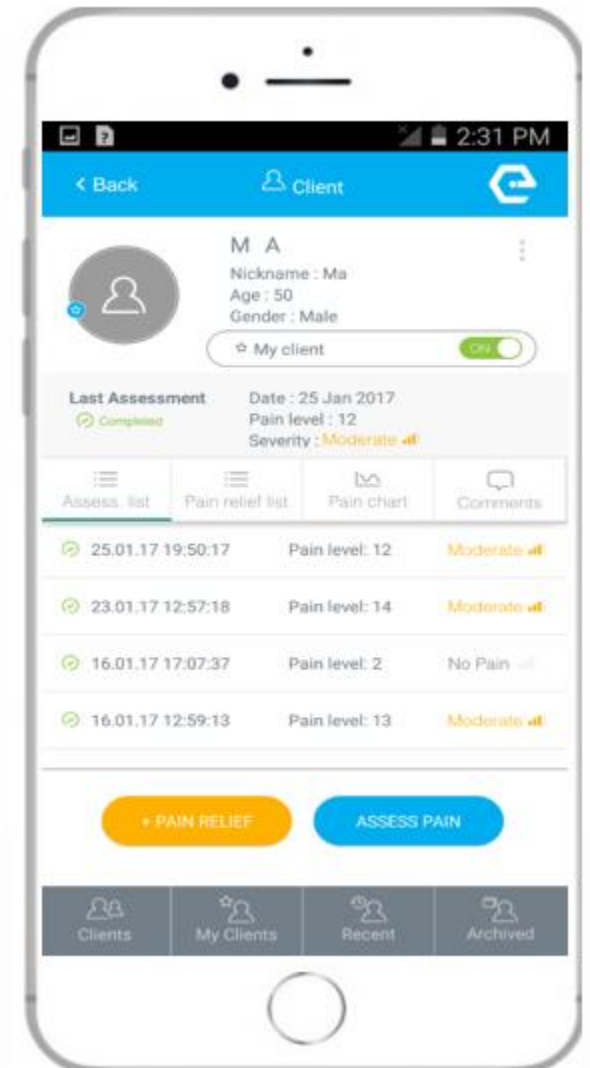 2:31 PM
< Back Client
M A
Nickname : Ma
Age : 50
Gender : Male
My client ON
Last Assessment Date : 25 Jan 2017
Completed Pain level : 12
Severity : Moderate
Assess. list Pain relief list Pain chart Comments
25.01.17 19:50:17 Pain level: 12 Moderate
23.01.17 12:57:18 Pain level: 14 Moderate
16.01.17 17:07:37 Pain level: 2 No Pain
16.01.17 12:59:13 Pain level: 13 Moderate
+ PAIN RELIEF ASSESS PAIN
Clients My Clients Recent Archived